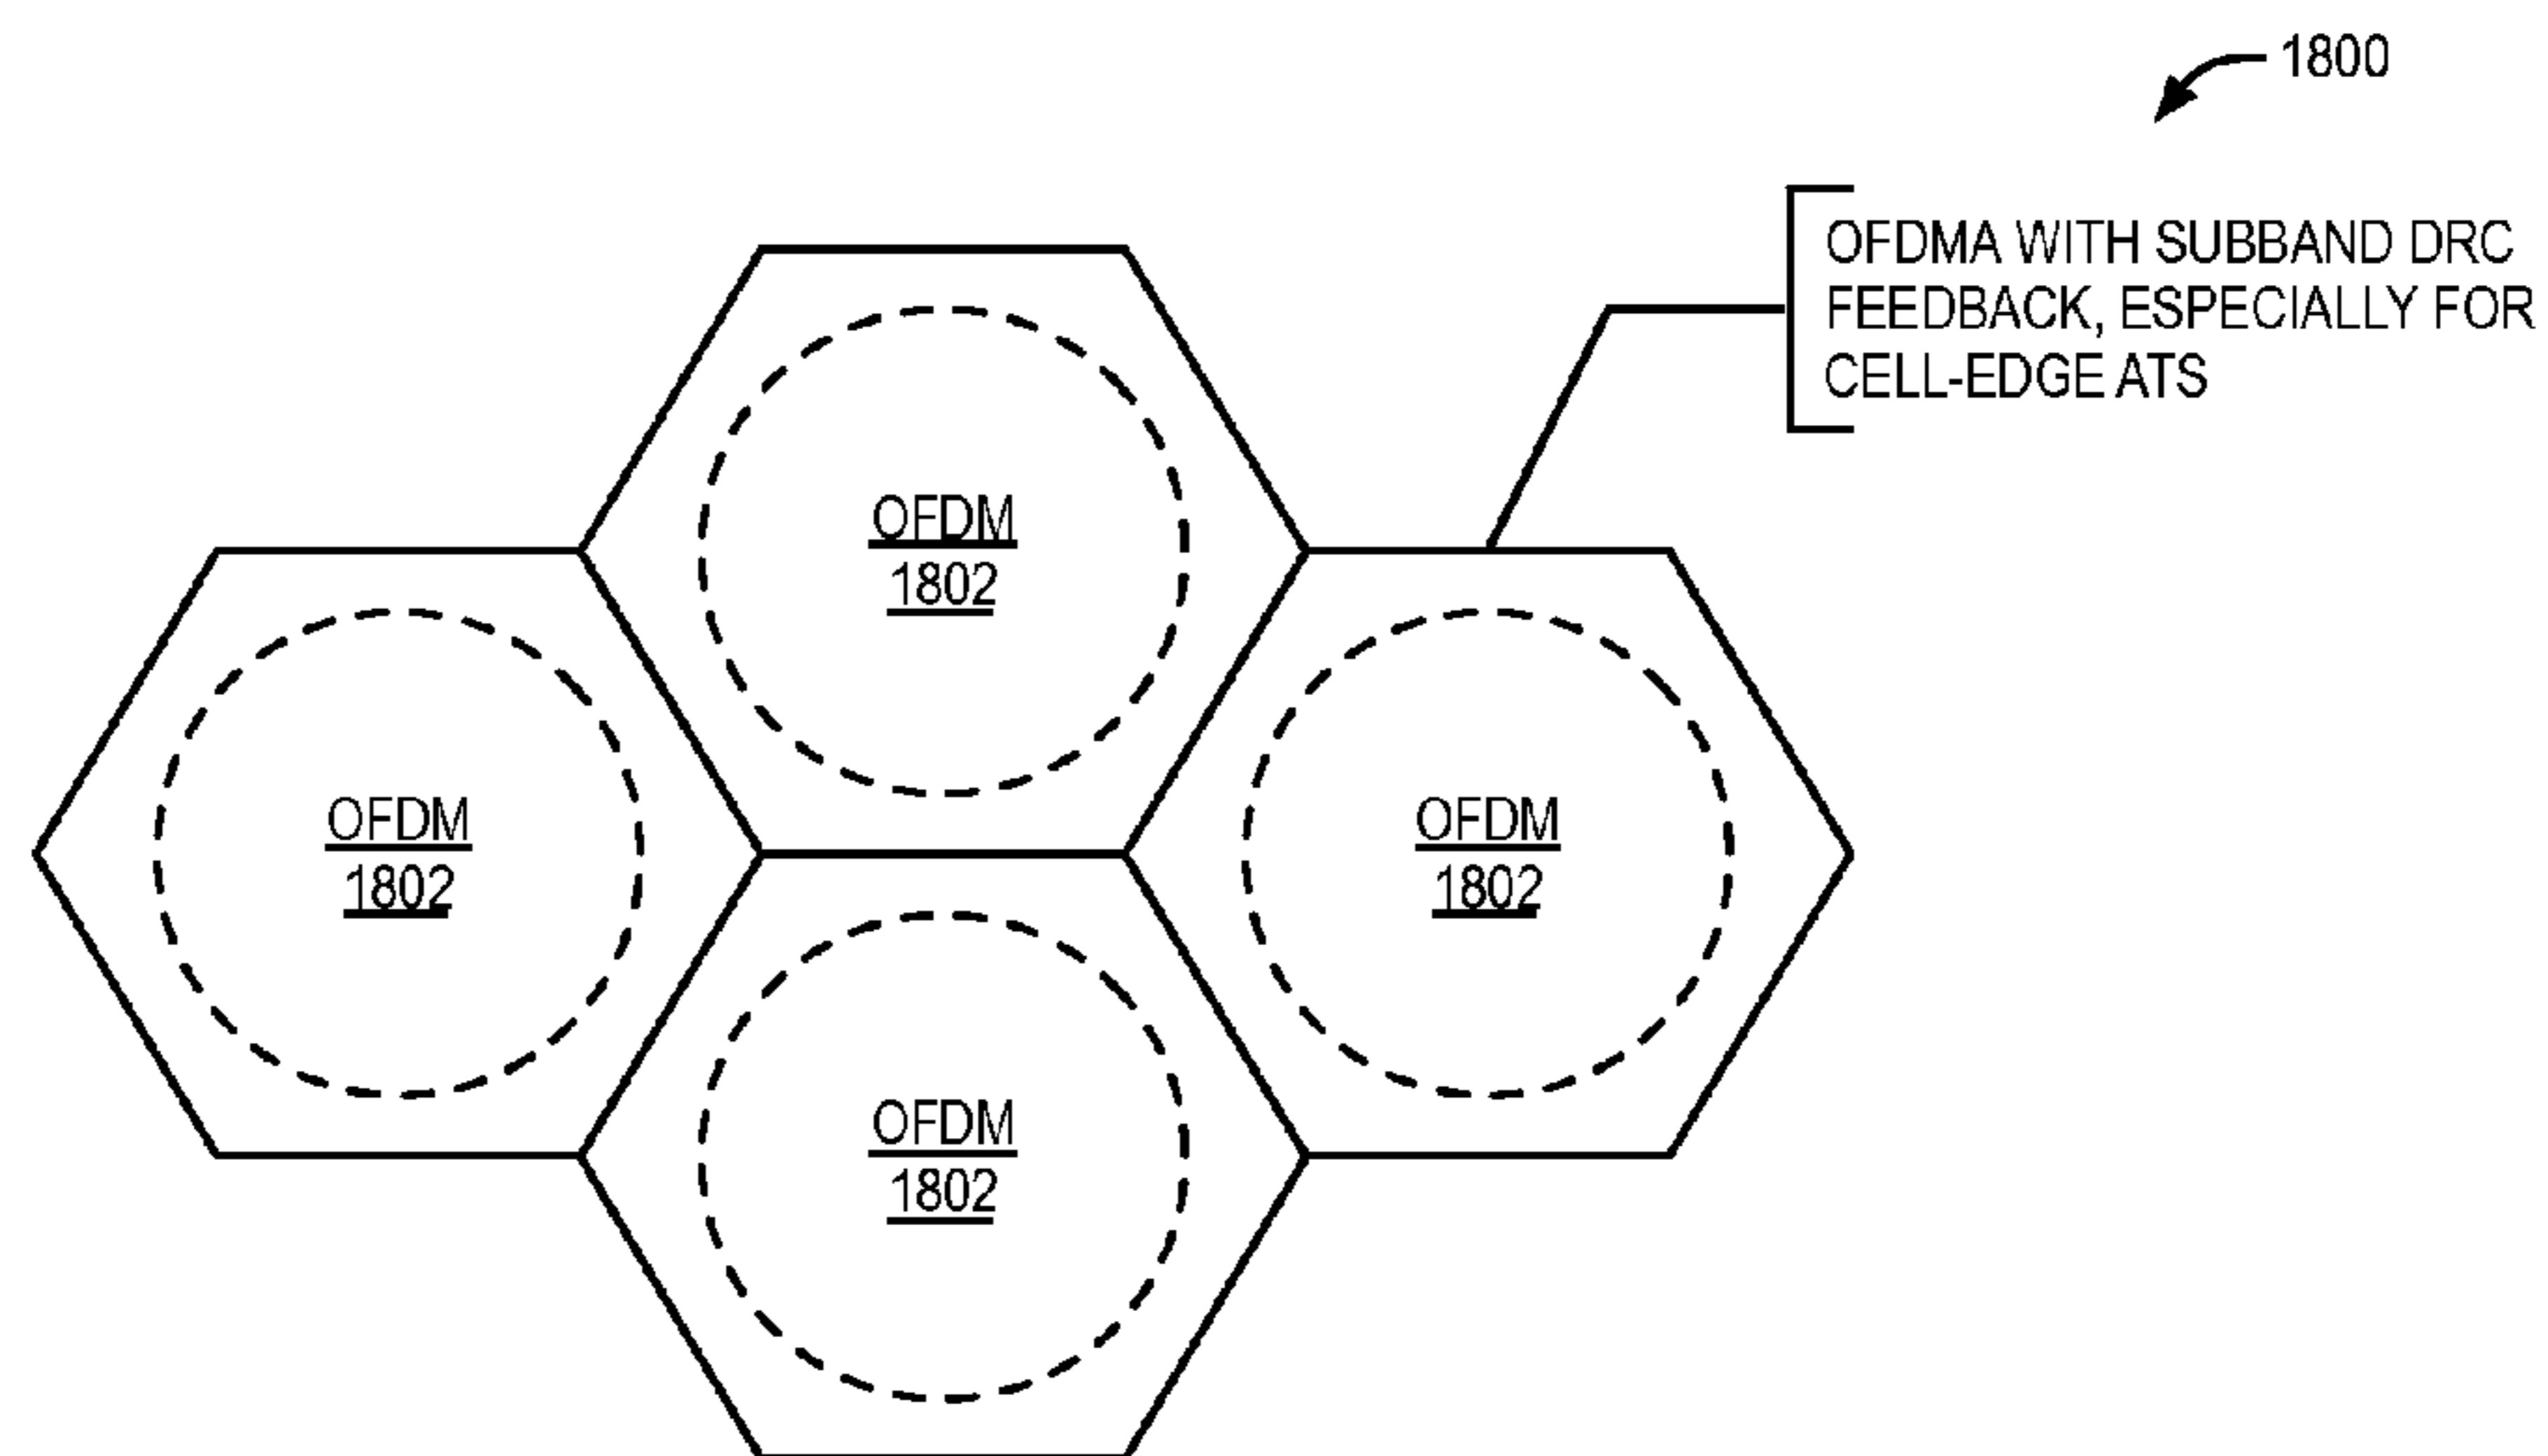 1800
OFDMA WITH SUBBAND DRC
FEEDBACK, ESPECIALLY FOR
CELL-EDGE ATS
OFDM
1802
OFDM
1802
OFDM
1802
OFDM
1802